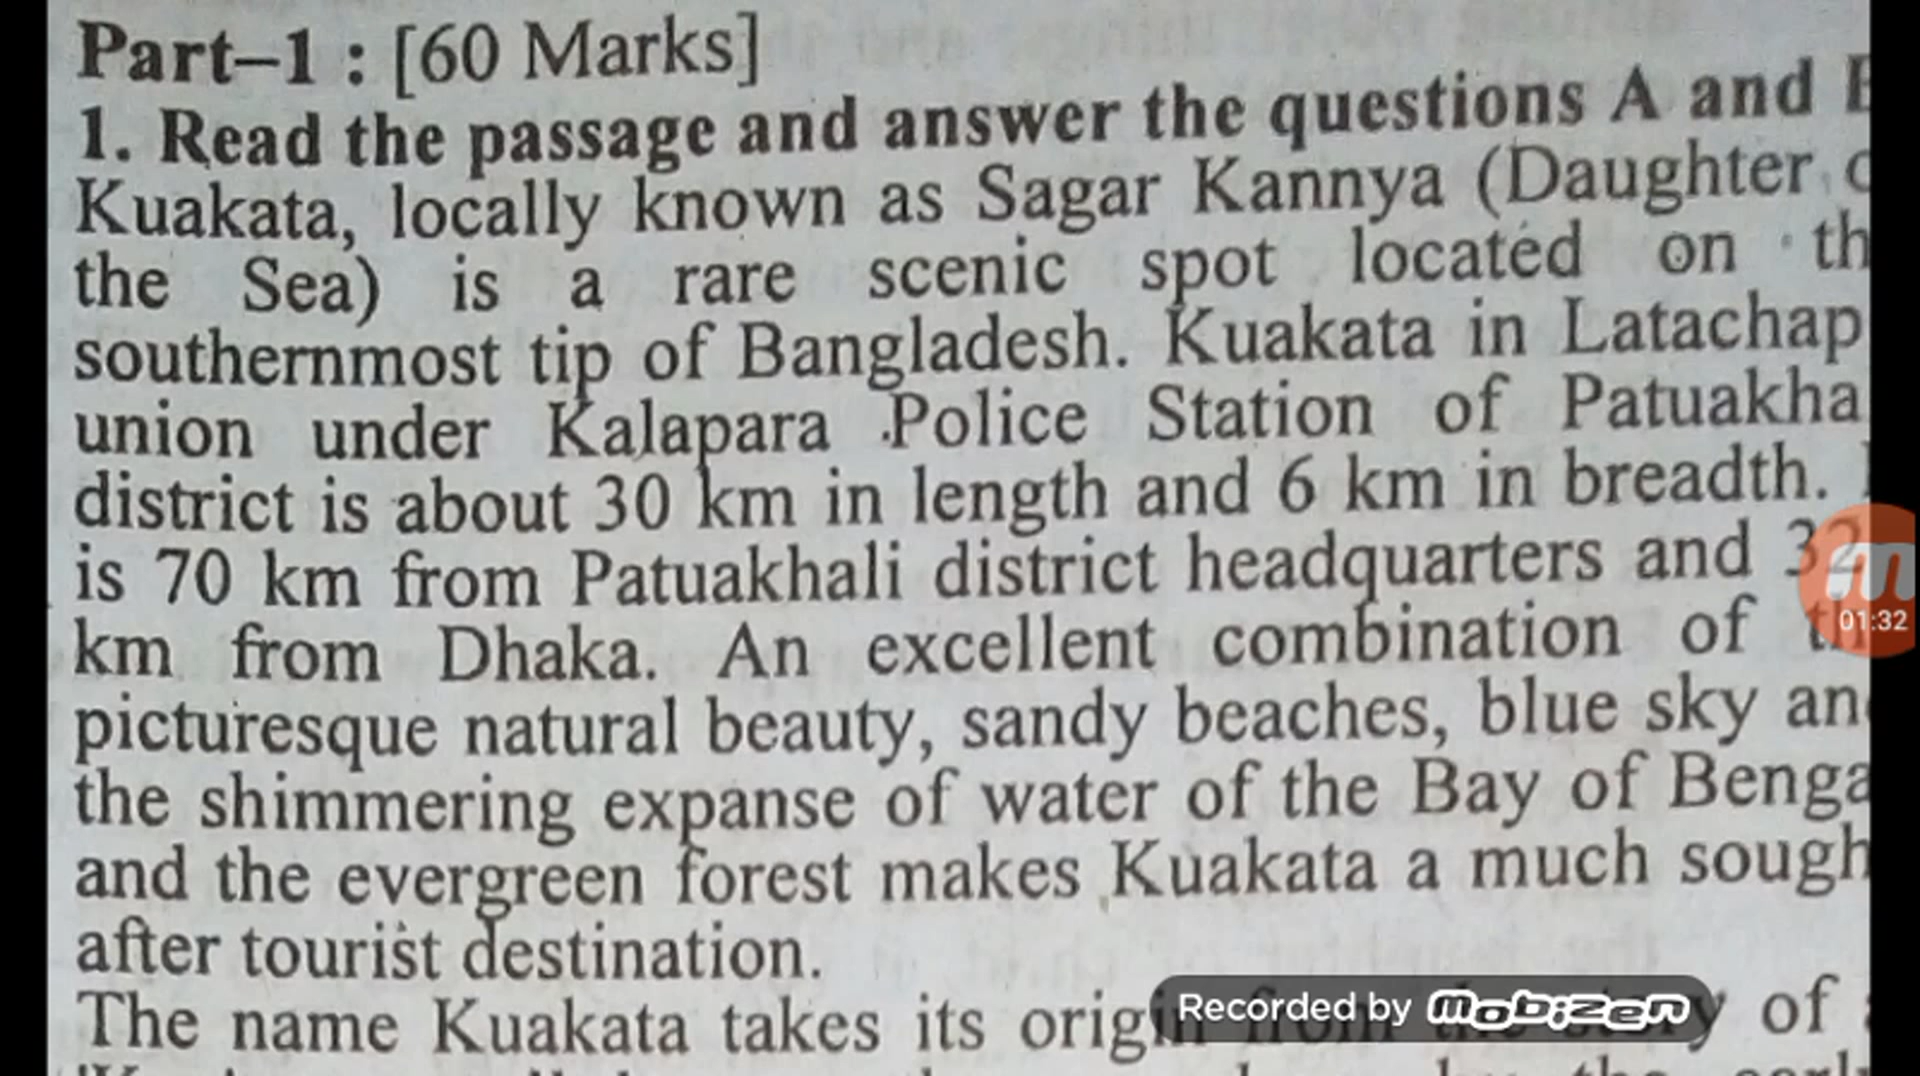 Part–1 : [60 Marks]
1. Read the passage and answer the questions A and
Kuakata, locally known as Sagar Kannya (Daughter
the Sea) is a rare scenic spot located on th
southernmost tip of Bangladesh. Kuakata in Latachap
union under Kalapara Police Station of Patuakha
district is about 30 km in length and 6 km in breadth.
is 70 km from Patuakhali district headquarters and 32
km from Dhaka. An excellent combination of
picturesque natural beauty, sandy beaches, blue sky an
the shimmering expanse of water of the Bay of Benga
and the evergreen forest makes Kuakata a much sough
after tourist destination.
The name Kuakata takes its origin from the story of
01:32
Recorded by Mobizen